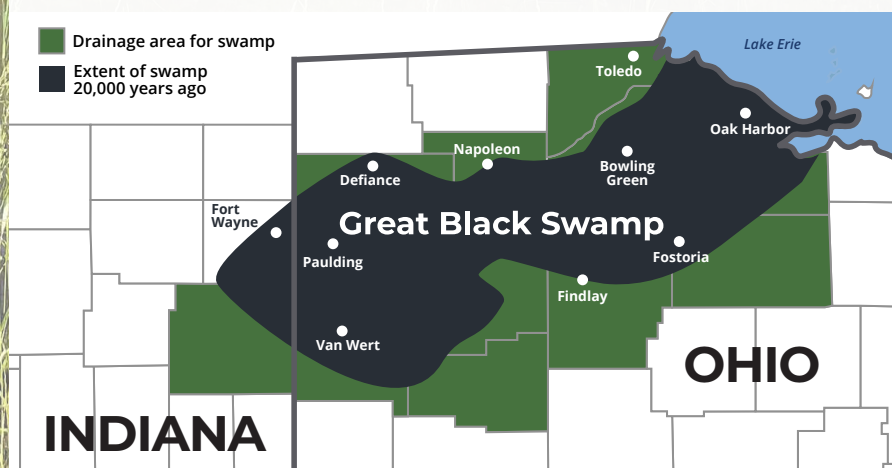 Drainage area for swamp
Extent of swamp
20,000 years ago
Lake Erie
Toledo
Oak Harbor
Napoleon
Bowling
Green
Defiance
Fort
Wayne
Great Black Swamp
Paulding
Fostoria
Findlay
Van Wert
OHIO
INDIANA